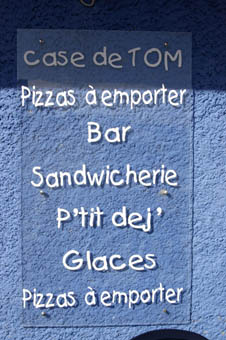 case de TOM
Pizzas à emporter
Bar
Sandwicherie
P'tit dej'
Glaces
Pizzas à emporter